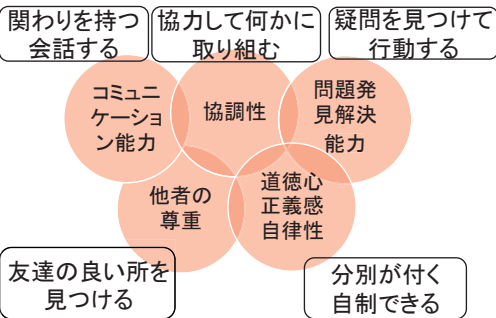 関わりを持つ
会話する
協力して何かに
取り組む
疑問を見つけて
行動する
コミュニ
ケーショ
ン能力
協調性
問題発
見解決
能力
他者の
尊重
道徳心
正義感
自律性
友達の良い所を
見つける
分別が付く
自制できる